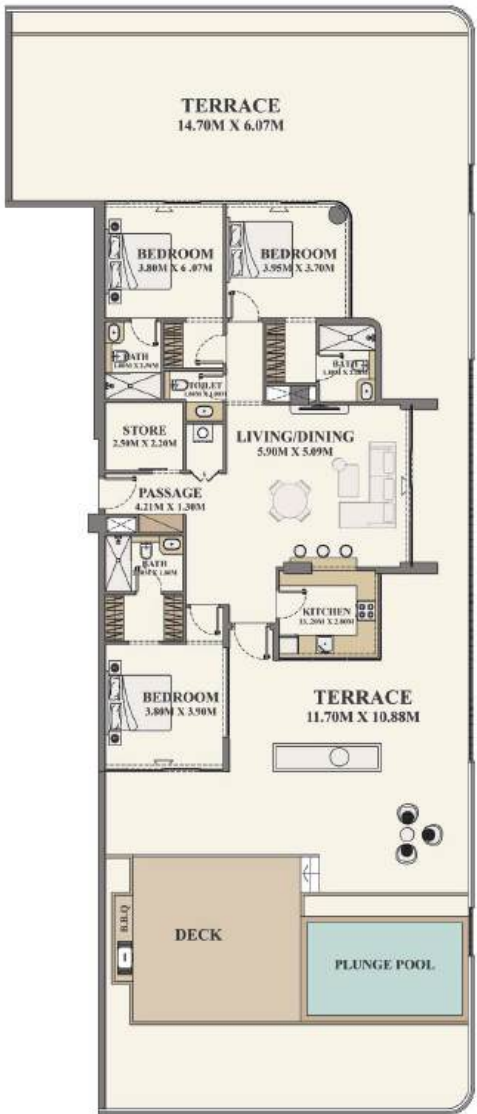 TERRACE
14.70M X 6.07M
BEDROOM
3.80M X 6 .07M
BEDROOM
3.95M X 3.70M
BATH
BATH
TOILET
STORE
2.50M X 2.20M
LIVING/DINING
5.90M X 5.09M
PASSAGE
4.21M X 1.30M
BATH
KITCHEN
BEDROOM
3.80M X 3.90M
TERRACE
11.70M X 10.88M
B.B.Q
DECK
PLUNGE POOL